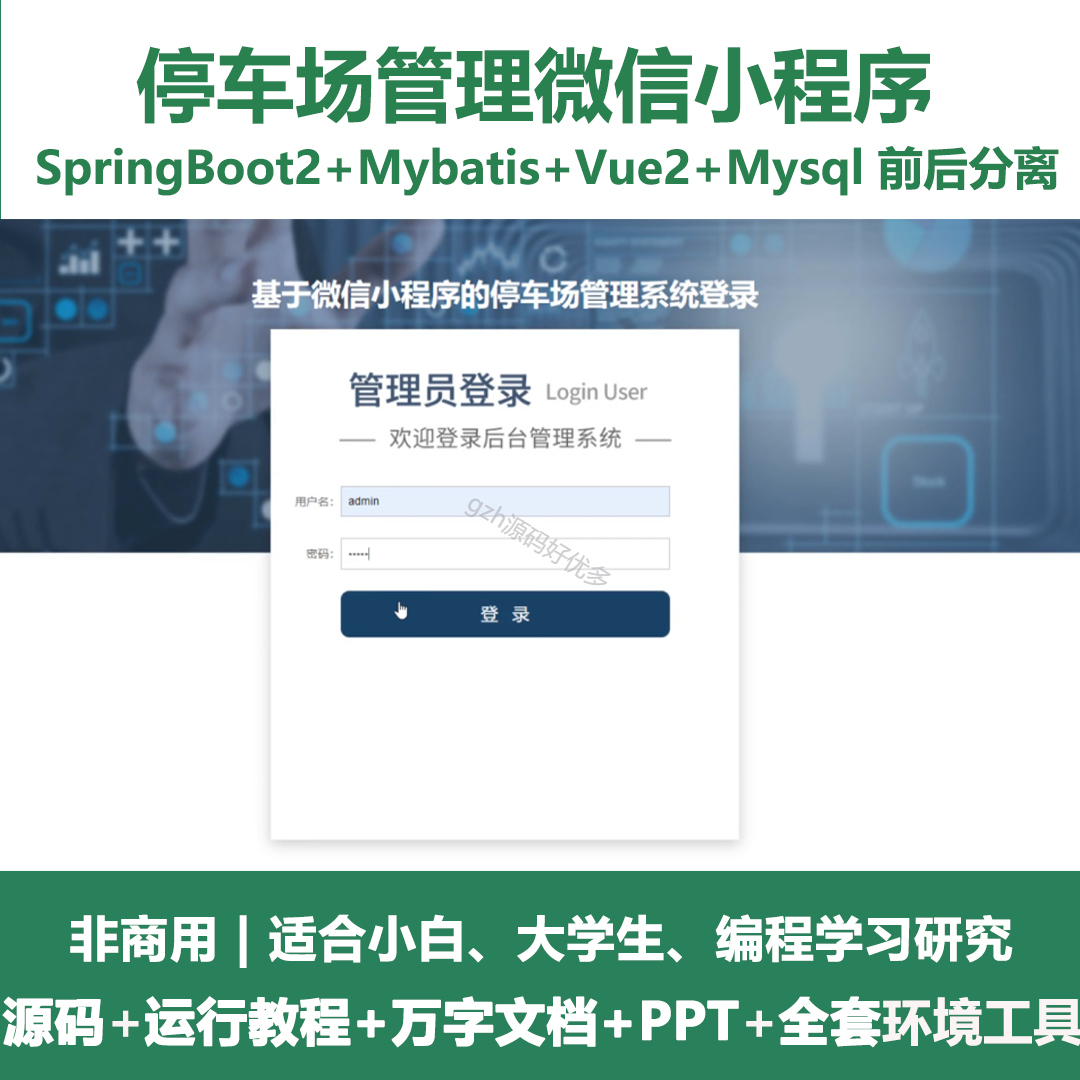 停车场管理微信小程序
SpringBoot2+Mybatis+Vue2+Mysql 前后分离
基于微信小程序的停车场管理系统登录
管理员登录 Login User
欢迎登录后台管理系统
用户名: admin
gzh源码好优多
密码: •••••
登 录
非商用 | 适合小白、大学生、编程学习研究
源码+运行教程+万字文档+PPT+全套环境工具